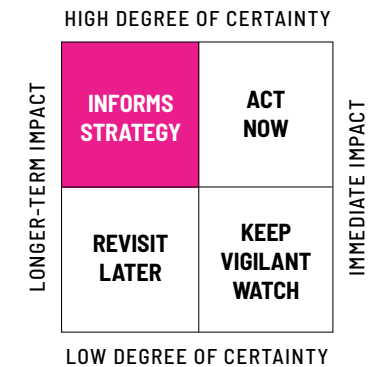 HIGH DEGREE OF CERTAINTY
LONGER-TERM IMPACT
INFORMS
STRATEGY
ACT
NOW
IMMEDIATE IMPACT
REVISIT
LATER
KEEP
VIGILANT
WATCH
LOW DEGREE OF CERTAINTY